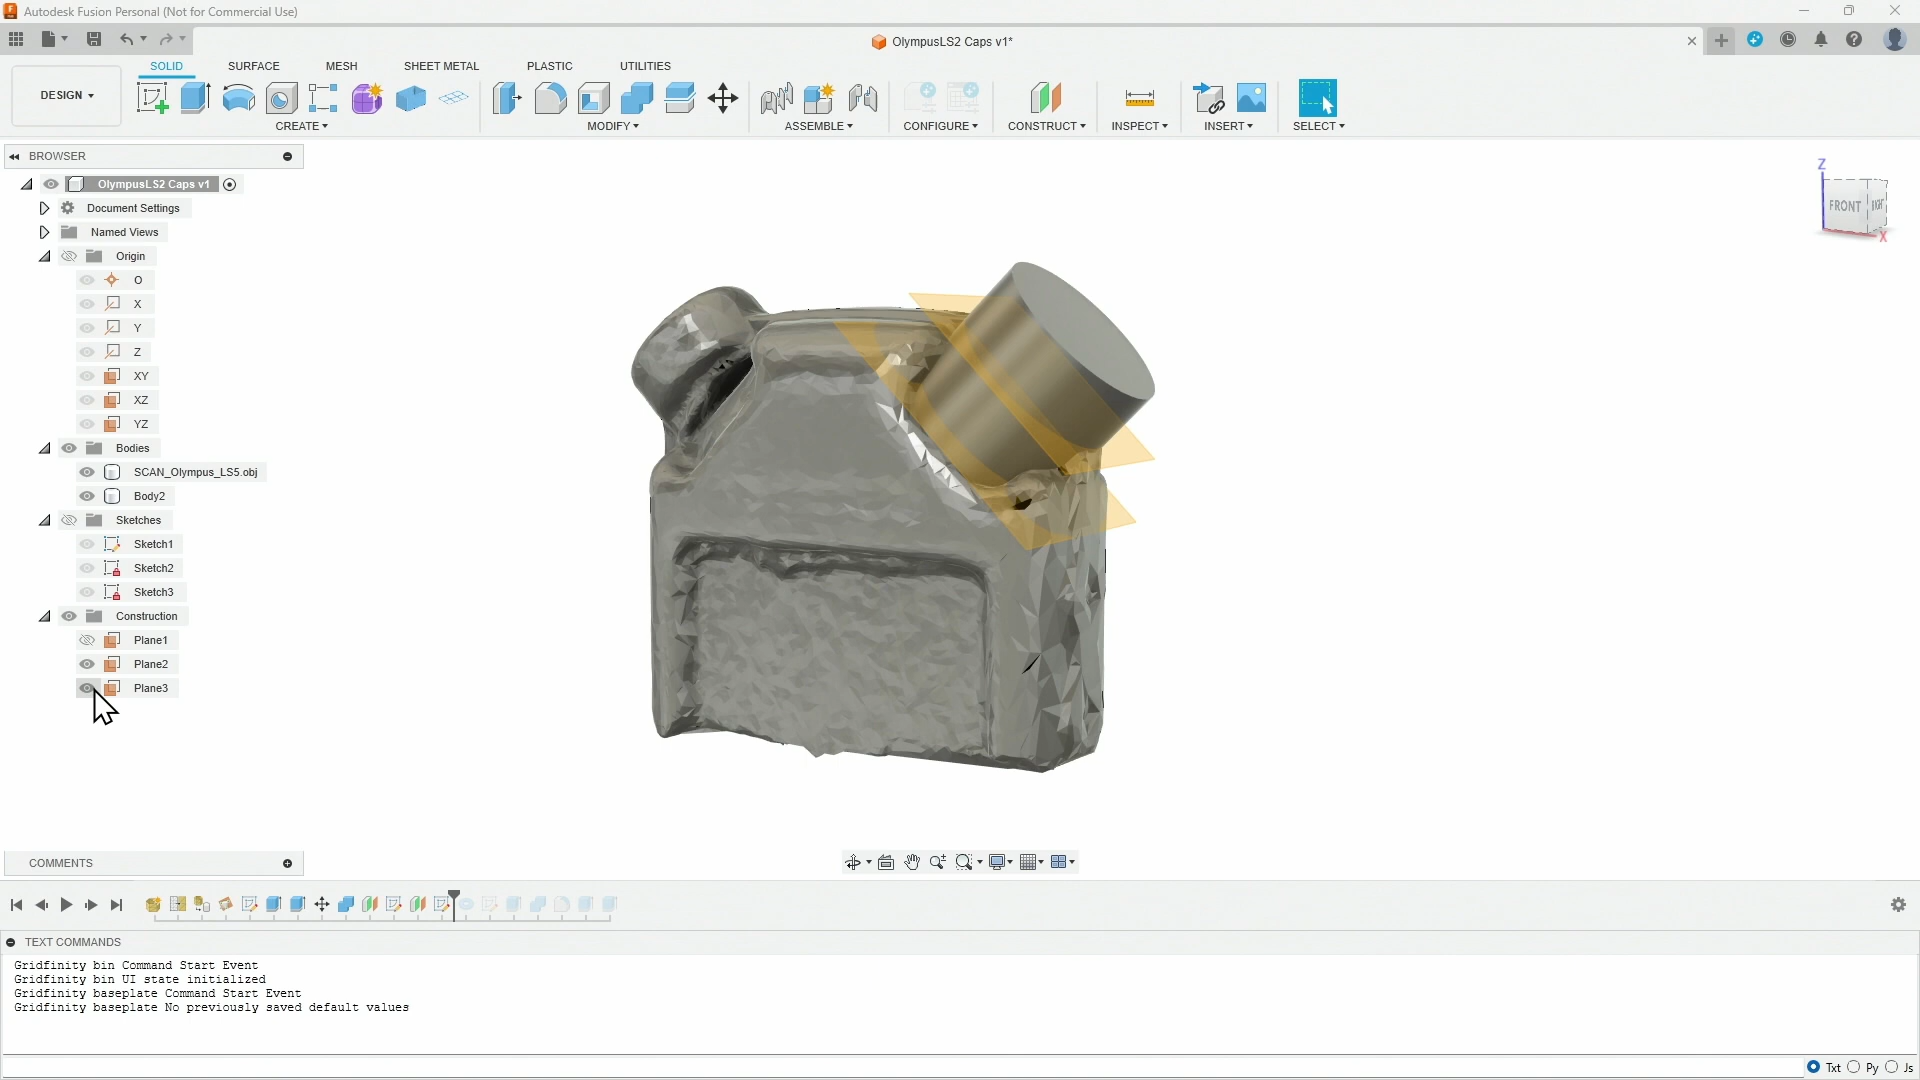 Autodesk Fusion Personal (Not for Commercial Use)
OlympusLS2 Caps v1*
SOLID SURFACE MESH SHEET METAL PLASTIC UTILITIES
DESIGN
CREATE MODIFY ASSEMBLE CONFIGURE CONSTRUCT INSPECT INSERT SELECT
BROWSER
OlympusLS2 Caps v1
Document Settings
Named Views
Origin
O
X
Y
Z
XY
XZ
YZ
Bodies
SCAN_Olympus_LS5.obj
Body2
Sketches
Sketch1
Sketch2
Sketch3
Construction
Plane1
Plane2
Plane3
Z
FRONT RIGHT
X
COMMENTS
TEXT COMMANDS
Gridfinity bin Command Start Event
Gridfinity bin UI state initialized
Gridfinity baseplate Command Start Event
Gridfinity baseplate No previously saved default values
Txt Py Js